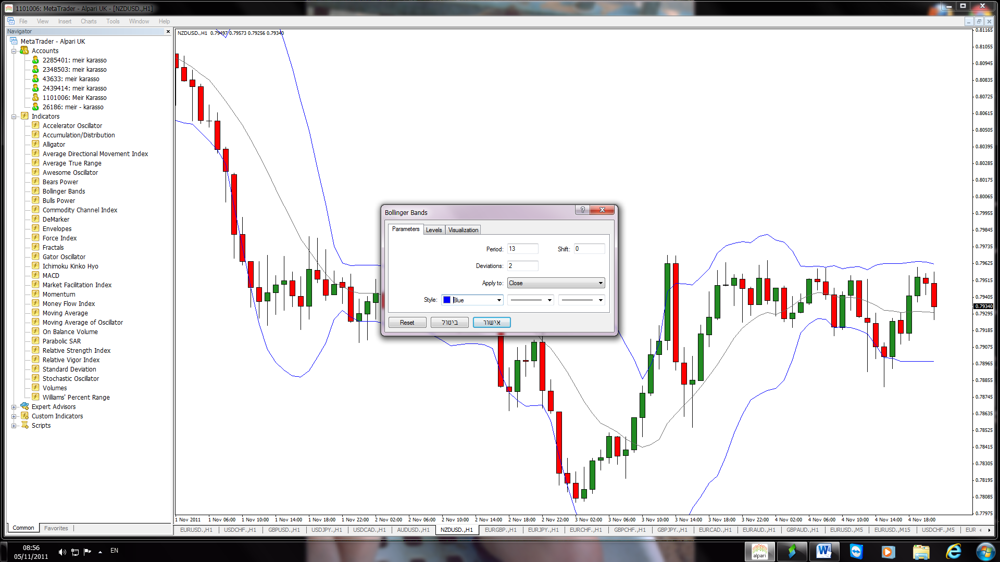 1101006: MetaTrader - Alpari UK - [NZDUSD.,H1]
File View Insert Charts Tools Window Help
Navigator
MetaTrader - Alpari UK
Accounts
2285401: meir karasso
2348503: meir karasso
43633: meir karasso
2439414: meir karasso
1101006: Meir Karasso
26186: meir - karasso
Indicators
Accelerator Oscillator
Accumulation/Distribution
Alligator
Average Directional Movement Index
Average True Range
Awesome Oscillator
Bears Power
Bollinger Bands
Bulls Power
Commodity Channel Index
DeMarker
Envelopes
Force Index
Fractals
Gator Oscillator
Ichimoku Kinko Hyo
MACD
Market Facilitation Index
Momentum
Money Flow Index
Moving Average
Moving Average of Oscillator
On Balance Volume
Parabolic SAR
Relative Strength Index
Relative Vigor Index
Standard Deviation
Stochastic Oscillator
Volumes
Williams' Percent Range
Expert Advisors
Custom Indicators
Scripts
Common Favorites
NZDUSD.,H1 0.79497 0.79573 0.79256 0.79340
Bollinger Bands
Parameters Levels Visualization
Period: 13 Shift: 0
Deviations: 2
Apply to: Close
Style: Blue
Reset ביטול אישור
0.81165
0.81055
0.80945
0.80835
0.80725
0.80615
0.80505
0.80395
0.80285
0.80175
0.80065
0.79955
0.79845
0.79735
0.79625
0.79515
0.79405
0.79340
0.79295
0.79185
0.79075
0.78965
0.78855
0.78745
0.78635
0.78525
0.78415
0.78305
0.78195
0.78085
0.77975
1 Nov 2011 1 Nov 06:00 1 Nov 10:00 1 Nov 14:00 1 Nov 18:00 1 Nov 22:00 2 Nov 02:00 2 Nov 06:00 2 Nov 10:00 2 Nov 14:00 2 Nov 18:00 2 Nov 22:00 3 Nov 02:00 3 Nov 06:00 3 Nov 10:00 3 Nov 14:00 3 Nov 18:00 3 Nov 22:00 4 Nov 02:00 4 Nov 06:00 4 Nov 10:00 4 Nov 14:00 4 Nov 18:00
EURUSD.,H1 USDCHF.,H1 GBPUSD.,H1 USDJPY.,H1 USDCAD.,H1 AUDUSD.,H1 NZDUSD.,H1 EURGBP.,H1 EURJPY.,H1 EURCHF.,H1 GBPCHF.,H1 GBPJPY.,H1 EURCAD.,H1 EURAUD.,H1 GBPAUD.,H1 EURUSD.,M5 EURUSD.,M15 USDCHF.,M5 EUR
08:56
05/11/2011
EN
alpari